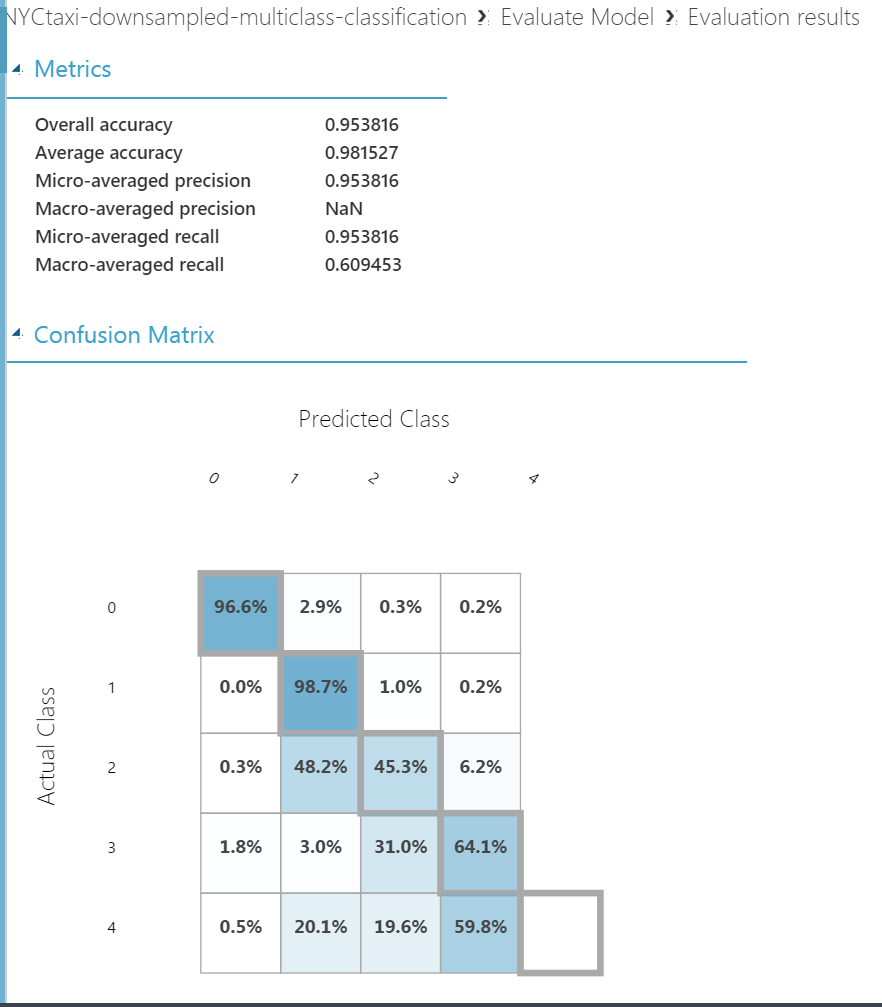 NYCtaxi-downsampled-multiclass-classification › Evaluate Model › Evaluation results
Metrics
Overall accuracy 0.953816
Average accuracy 0.981527
Micro-averaged precision 0.953816
Macro-averaged precision NaN
Micro-averaged recall 0.953816
Macro-averaged recall 0.609453
Confusion Matrix
Predicted Class
0 1 2 3 4
Actual Class
0 96.6% 2.9% 0.3% 0.2%
1 0.0% 98.7% 1.0% 0.2%
2 0.3% 48.2% 45.3% 6.2%
3 1.8% 3.0% 31.0% 64.1%
4 0.5% 20.1% 19.6% 59.8%